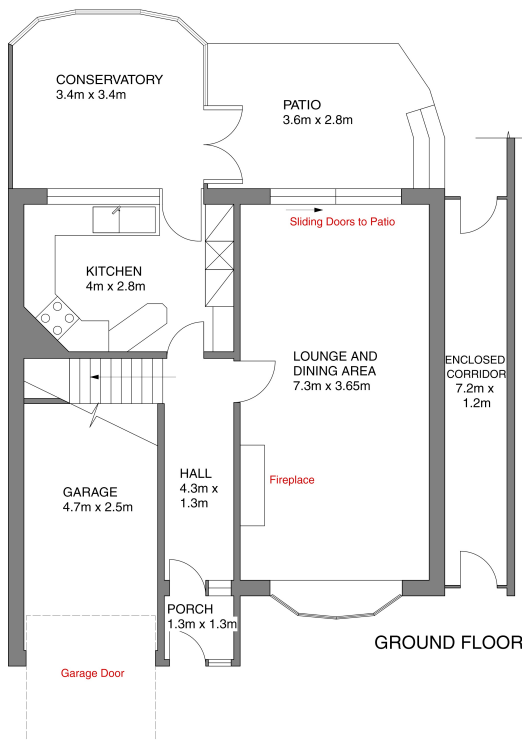 CONSERVATORY
3.4m x 3.4m
PATIO
3.6m x 2.8m
Sliding Doors to Patio
KITCHEN
4m x 2.8m
LOUNGE AND
DINING AREA
7.3m x 3.65m
ENCLOSED
CORRIDOR
7.2m x
1.2m
HALL
4.3m x
1.3m
Fireplace
GARAGE
4.7m x 2.5m
PORCH
1.3m x 1.3m
GROUND FLOOR
Garage Door